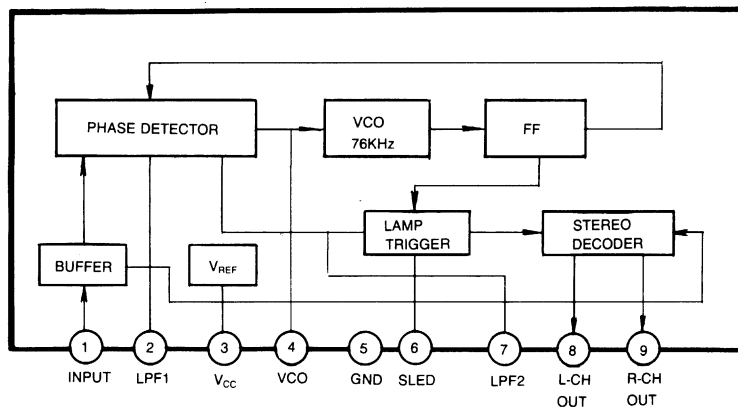 PHASE DETECTOR
VCO
76KHz
FF
LAMP
TRIGGER
STEREO
DECODER
BUFFER
VREF
1 2 3 4 5 6 7 8 9
INPUT LPF1 VCC VCO GND SLED LPF2 L-CH R-CH
OUT OUT